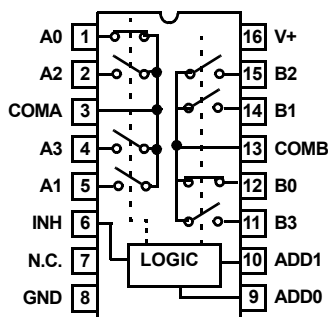 A0 1 16 V+
A2 2 15 B2
COMA 3 14 B1
A3 4 13 COMB
A1 5 12 B0
INH 6 11 B3
N.C. 7 LOGIC 10 ADD1
GND 8 9 ADD0